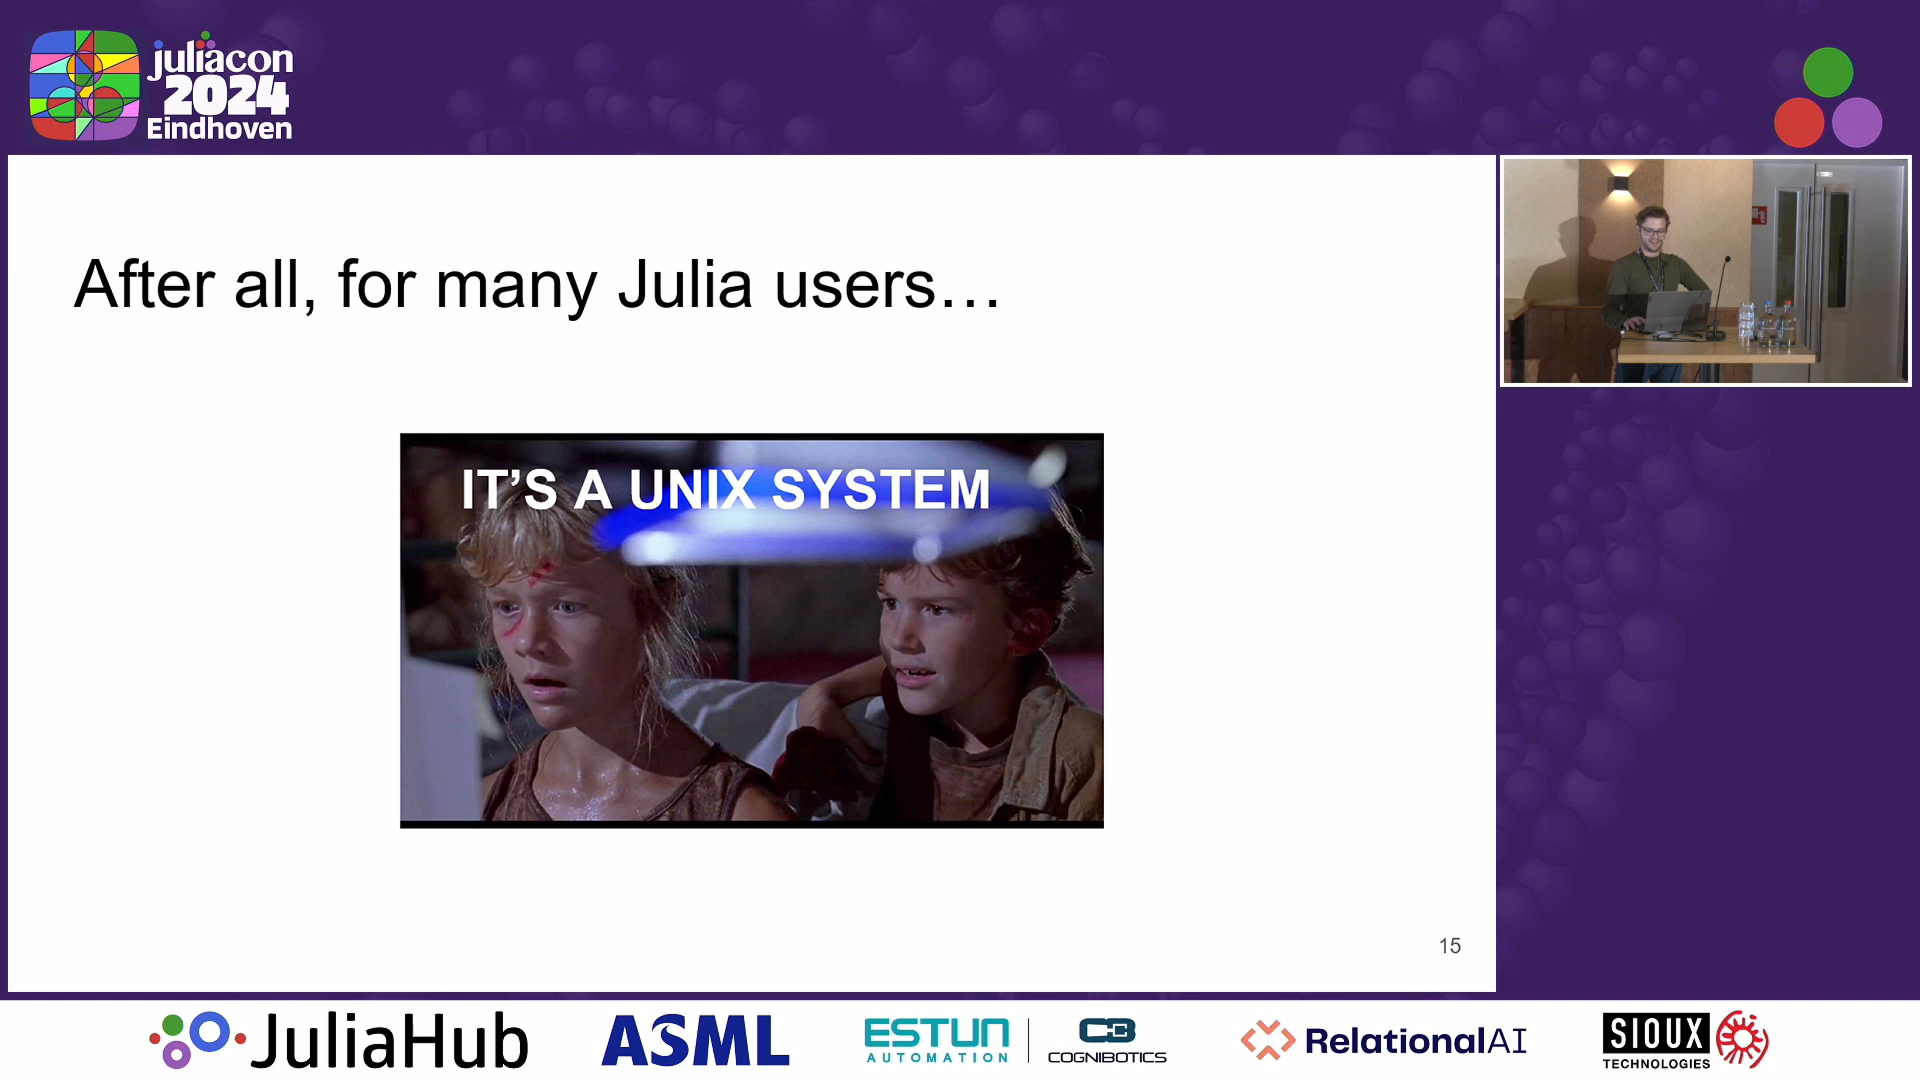 juliacon
2024
Eindhoven
After all, for many Julia users…
IT’S A UNIX SYSTEM
15
JuliaHub
ASML
ESTUN
AUTOMATION
COGNIBOTICS
RelationalAI
SIOUX
TECHNOLOGIES